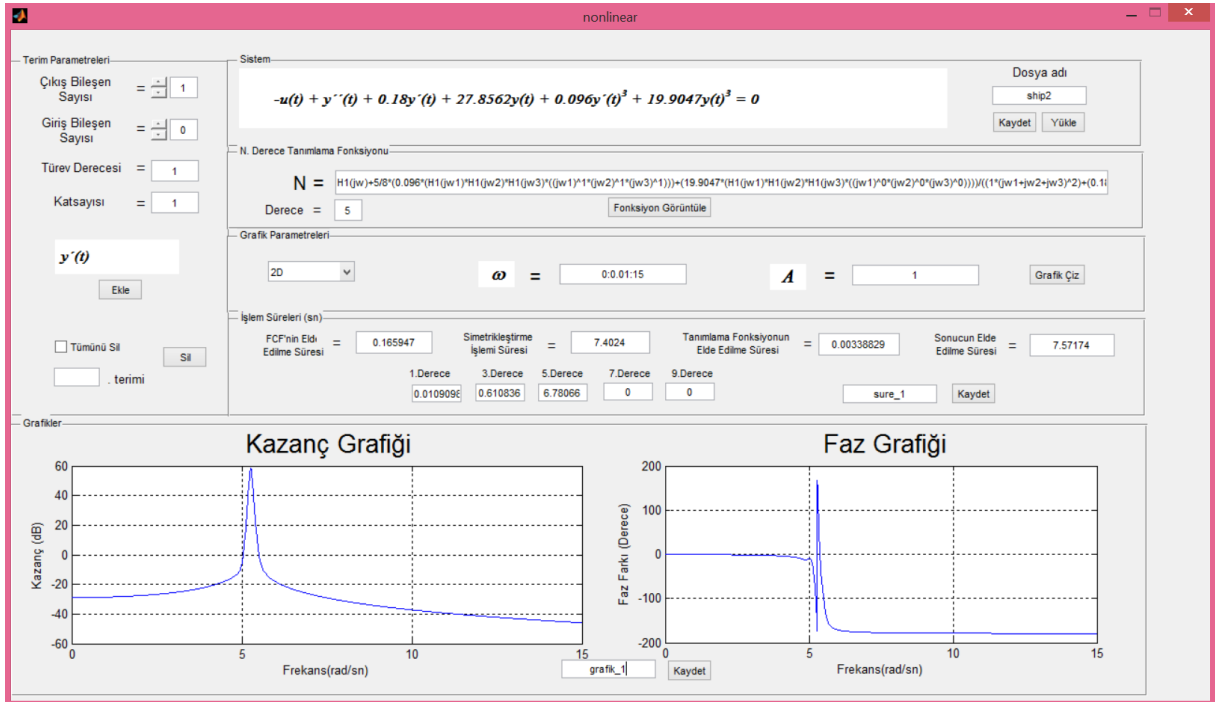 nonlinear
Terim Parametreleri
Çıkış Bileşen
Sayısı
=
1
Giriş Bileşen
Sayısı
=
0
Türev Derecesi
=
1
Katsayısı
=
1
y´(t)
Ekle
Tümünü Sil
Sil
. terimi
Sistem
-u(t) + y´´(t) + 0.18y´(t) + 27.8562y(t) + 0.096y´(t)³ + 19.9047y(t)³ = 0
Dosya adı
ship2
Kaydet
Yükle
N. Derece Tanımlama Fonksiyonu
N =
H1(jw)+5/8*(0.096*(H1(jw1)*H1(jw2)*H1(jw3)*((jw1)^1*(jw2)^1*(jw3)^1)))+(19.9047*(H1(jw1)*H1(jw2)*H1(jw3)*((jw1)^0*(jw2)^0*(jw3)^0))))/((1*(jw1+jw2+jw3)^2)+(0.18
Derece =
5
Fonksiyon Görüntüle
Grafik Parametreleri
2D
ω
=
0:0.01:15
A
=
1
Grafik Çiz
İşlem Süreleri (sn)
FCF'nin Elde
Edilme Süresi
=
0.165947
Simetrikleştirme
İşlemi Süresi
=
7.4024
Tanımlama Fonksiyonun
Elde Edilme Süresi
=
0.00338829
Sonucun Elde
Edilme Süresi
=
7.57174
1.Derece 3.Derece 5.Derece 7.Derece 9.Derece
0.0109098 0.610836 6.78066 0 0
sure_1
Kaydet
Grafikler
Kazanç Grafiği
60
40
20
0
-20
-40
-60
Kazanç (dB)
0 5 10 15
Frekans(rad/sn)
grafik_1
Kaydet
Faz Grafiği
200
100
0
-100
-200
Faz Farkı (Derece)
0 5 10 15
Frekans(rad/sn)